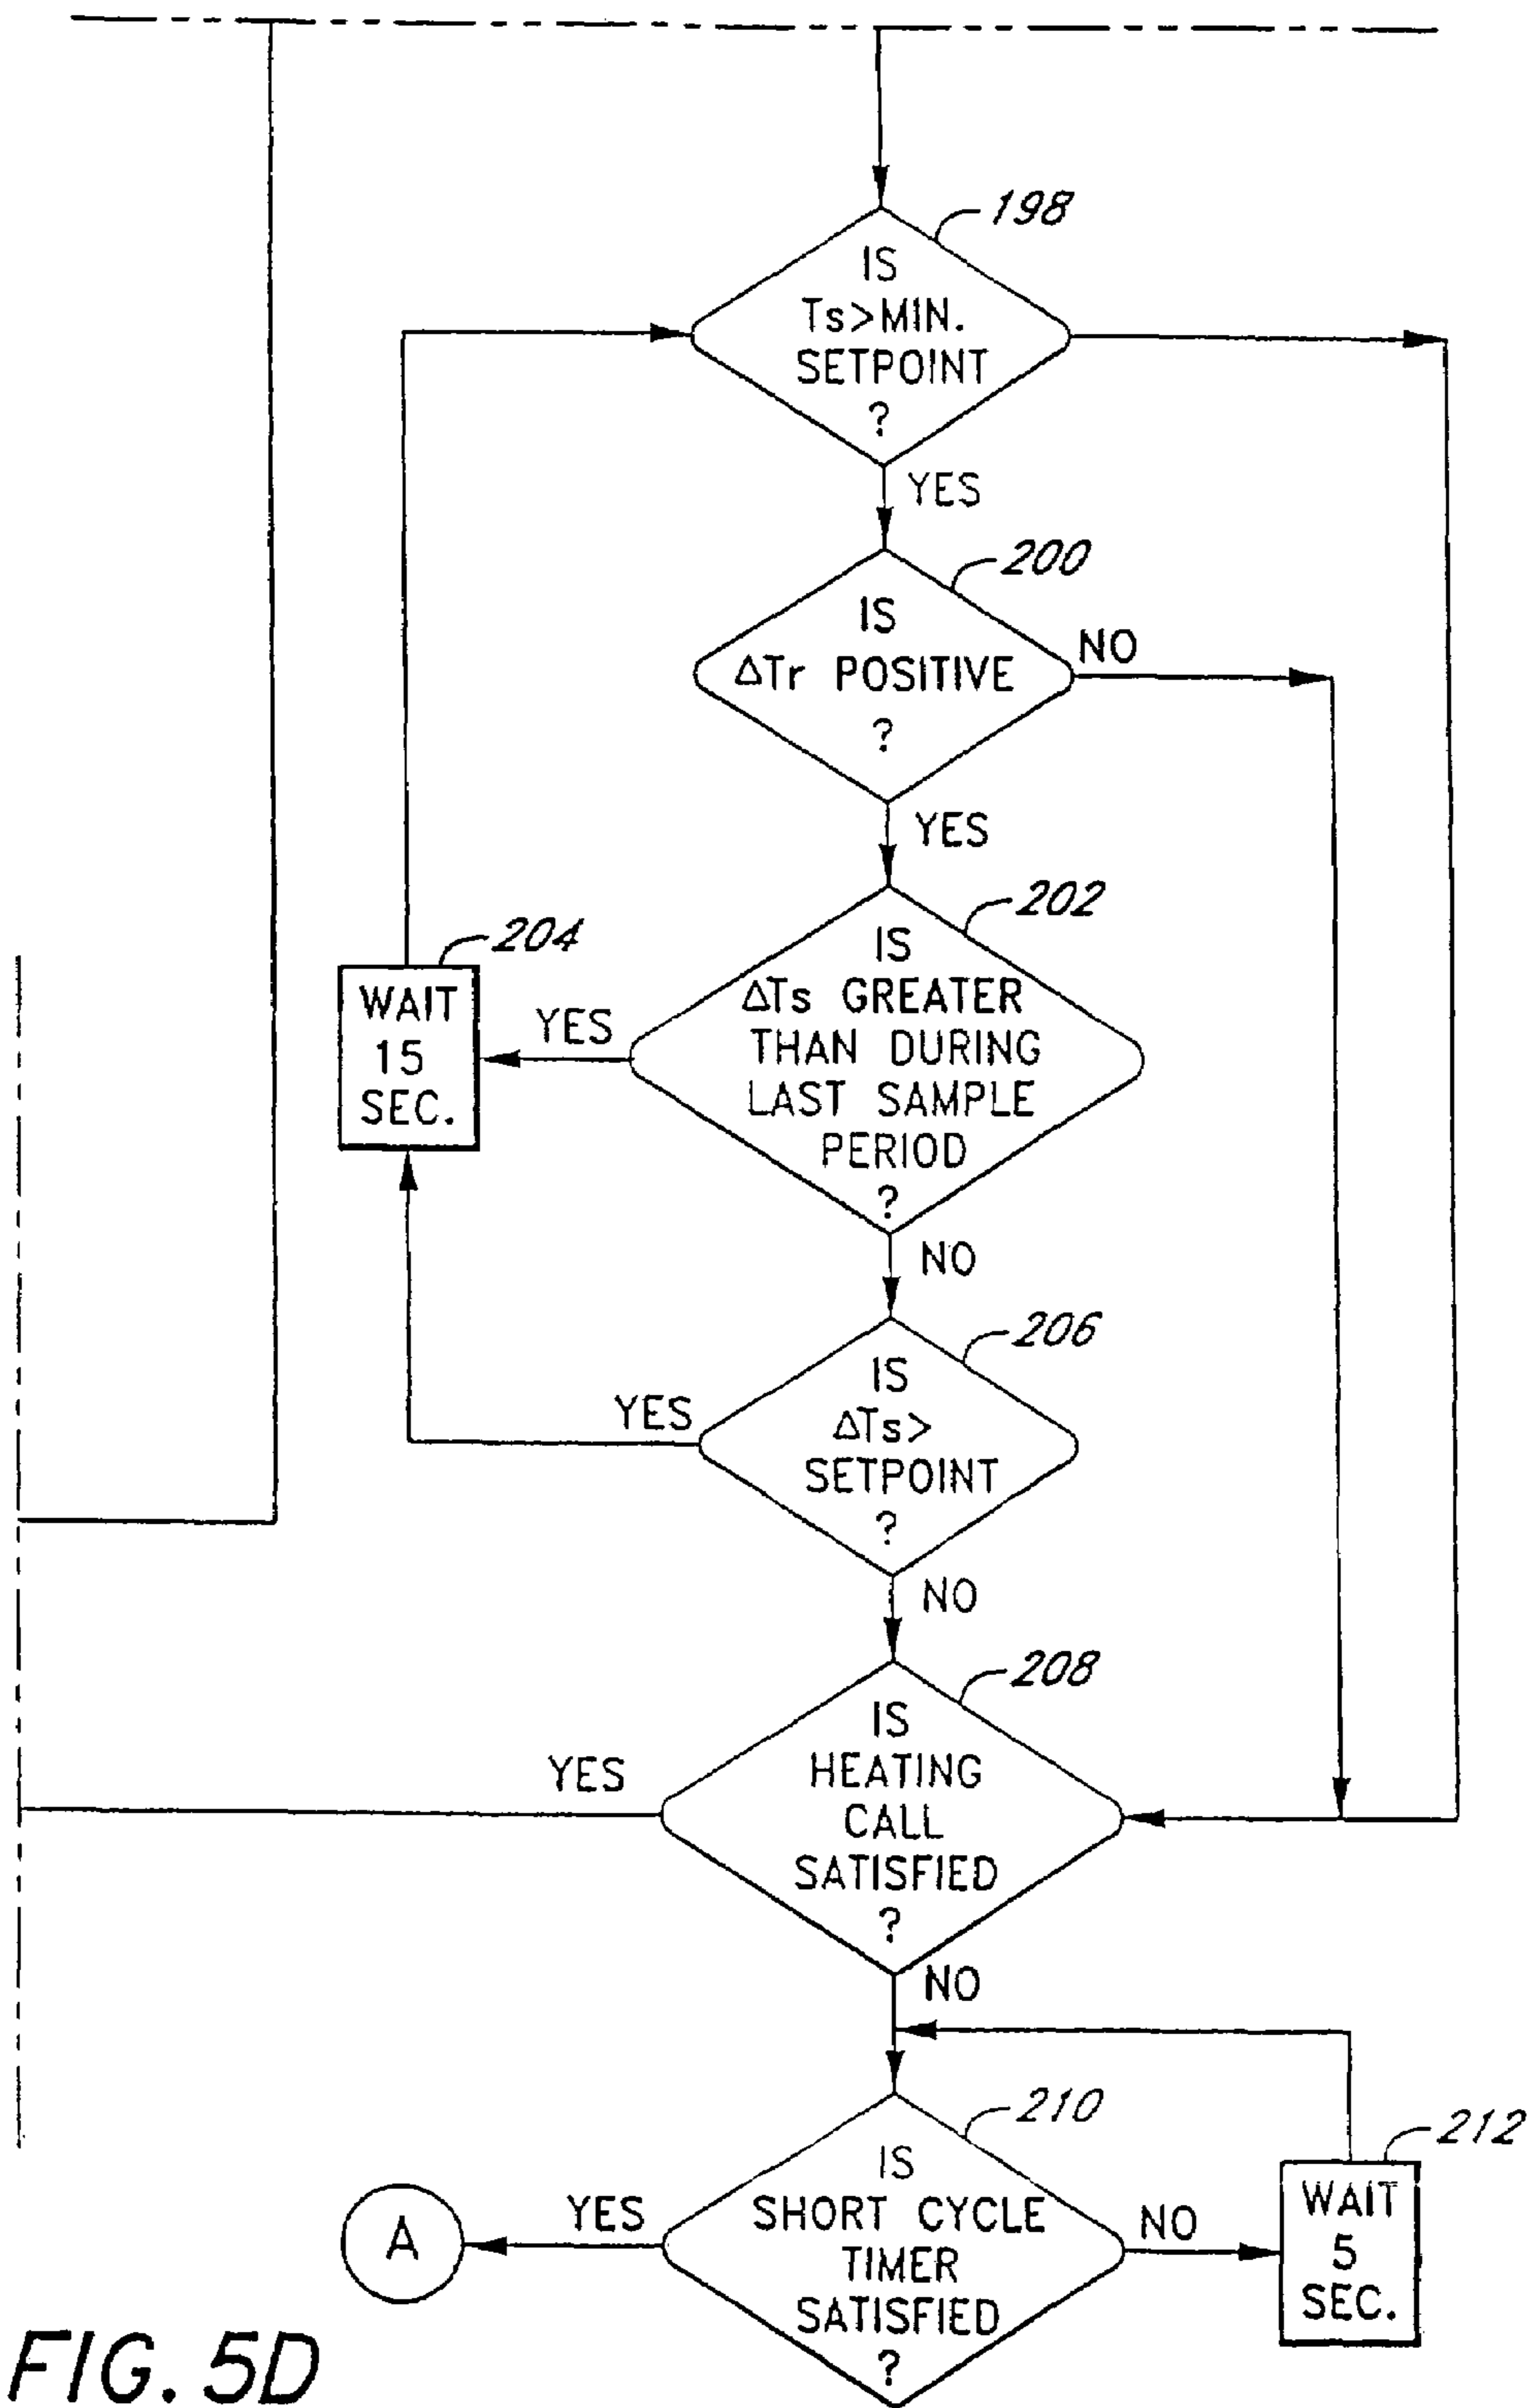 198
IS
Ts>MIN.
SETPOINT
?
YES
200
IS
ΔTr POSITIVE
?
NO
YES
202
IS
ΔTs GREATER
THAN DURING
LAST SAMPLE
PERIOD
?
YES
204
WAIT
15
SEC.
NO
206
IS
ΔTs>
SETPOINT
?
YES
NO
208
IS
HEATING
CALL
SATISFIED
?
YES
NO
210
IS
SHORT CYCLE
TIMER
SATISFIED
?
YES
A
NO
212
WAIT
5
SEC.
FIG. 5D